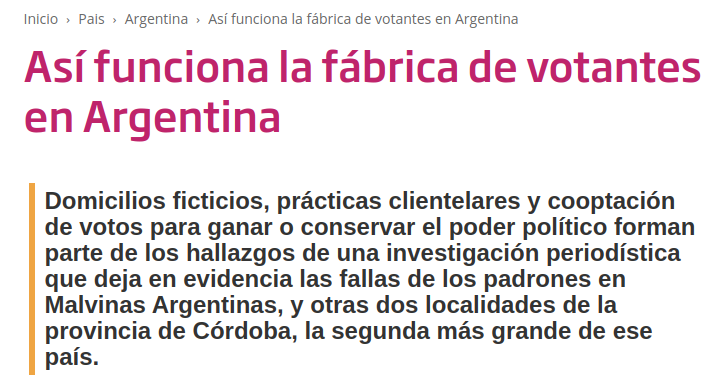 Inicio › Pais › Argentina › Así funciona la fábrica de votantes en Argentina
Así funciona la fábrica de votantes
en Argentina
Domicilios ficticios, prácticas clientelares y cooptación
de votos para ganar o conservar el poder político forman
parte de los hallazgos de una investigación periodística
que deja en evidencia las fallas de los padrones en
Malvinas Argentinas, y otras dos localidades de la
provincia de Córdoba, la segunda más grande de ese
país.